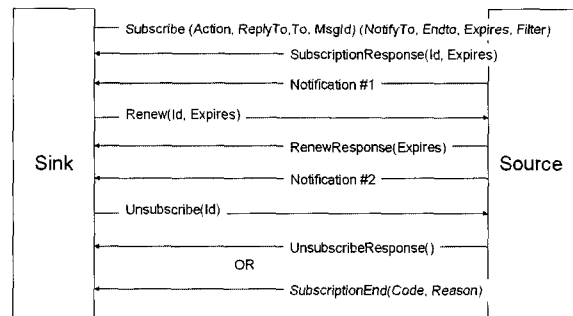 Subscribe (Action, ReplyTo,To, MsgId) (NotifyTo, Endto, Expires, Filter)
SubscriptionResponse(Id, Expires)
Notification #1
Renew(Id, Expires)
RenewResponse(Expires)
Sink
Source
Notification #2
Unsubscribe(Id)
UnsubscribeResponse()
OR
SubscriptionEnd(Code, Reason)